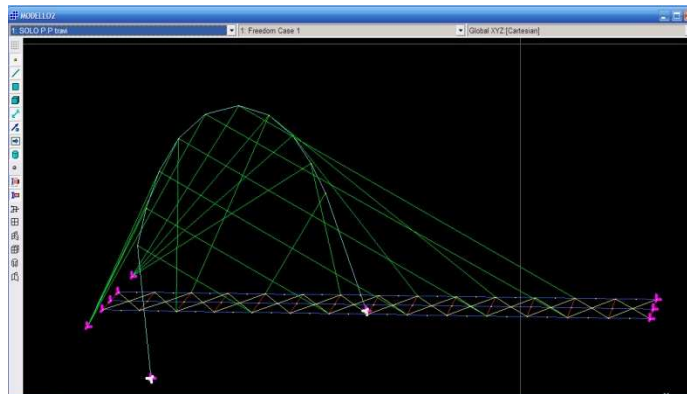 MODELLO2
1: SOLO P.P travi
1: Freedom Case 1
Global XYZ:[Cartesian]